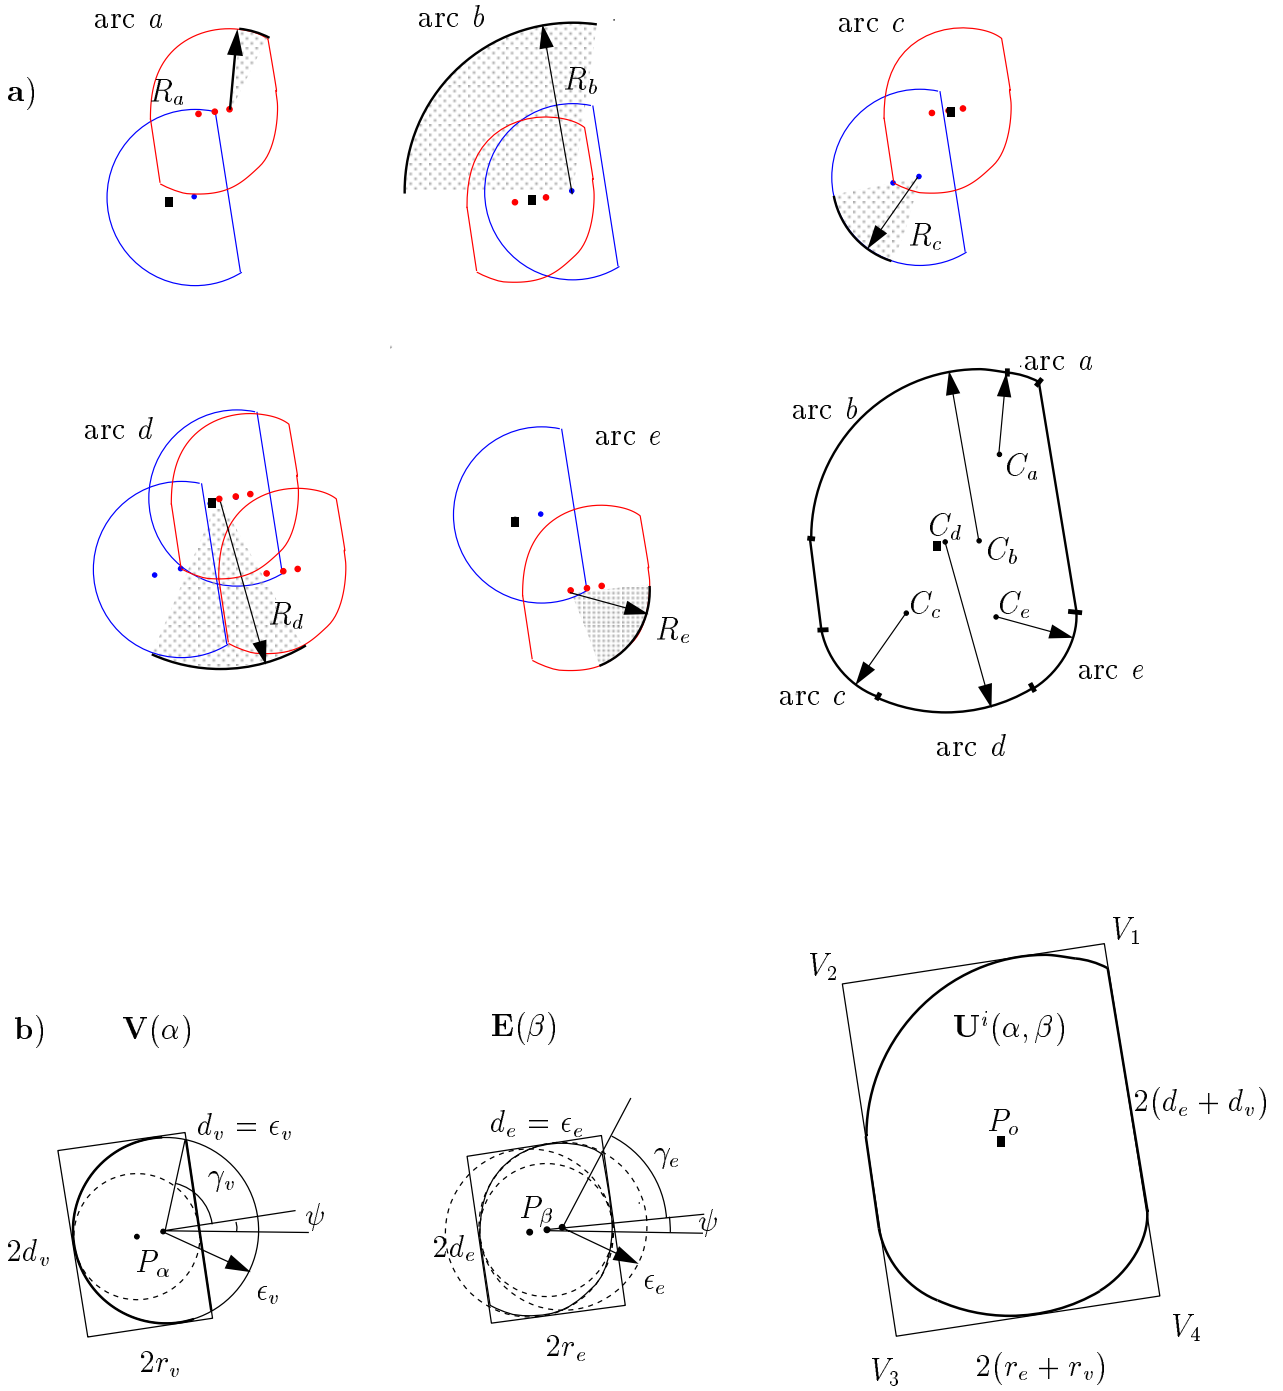 a)
arc a
R_a
arc b
R_b
arc c
R_c
arc d
R_d
arc e
R_e
arc a
arc b
C_a
C_d
C_b
C_c
C_e
arc c
arc e
arc d
b)
V(α)
d_v = ϵ_v
γ_v
ψ
P_α
2d_v
ϵ_v
2r_v
E(β)
d_e = ϵ_e
γ_e
P_β
ψ
2d_e
ϵ_e
2r_e
V_1
V_2
U^i(α, β)
2(d_e + d_v)
P_o
V_4
V_3
2(r_e + r_v)